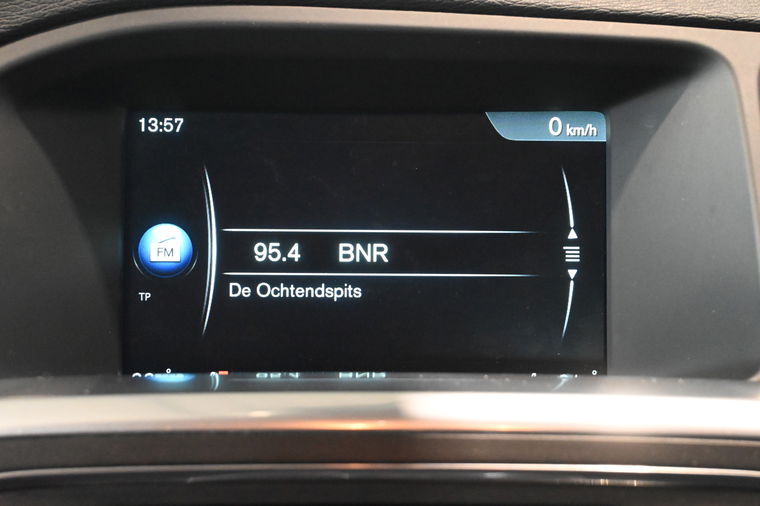 13:57
0 km/h
FM
95.4 BNR
TP
De Ochtendspits